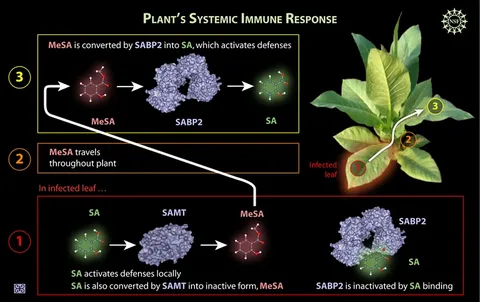 PLANT'S SYSTEMIC IMMUNE RESPONSE
NSF
MeSA is converted by SABP2 into SA, which activates defenses
3
MeSA
SABP2
SA
3
2
Infected
leaf
1
2
MeSA travels
throughout plant
In infected leaf ...
1
SA
SAMT
MeSA
SABP2
SA
SA activates defenses locally
SA is also converted by SAMT into inactive form, MeSA
SABP2 is inactivated by SA binding